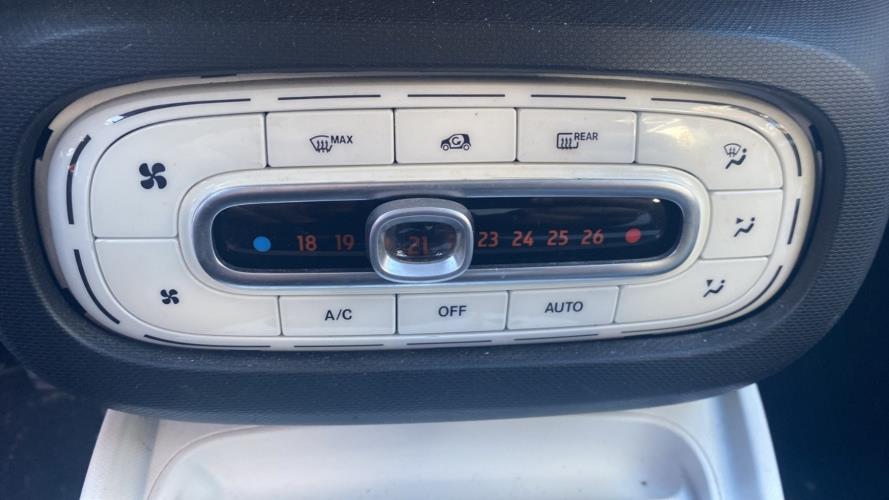 MAX
REAR
18 19 21 23 24 25 26
A/C OFF AUTO